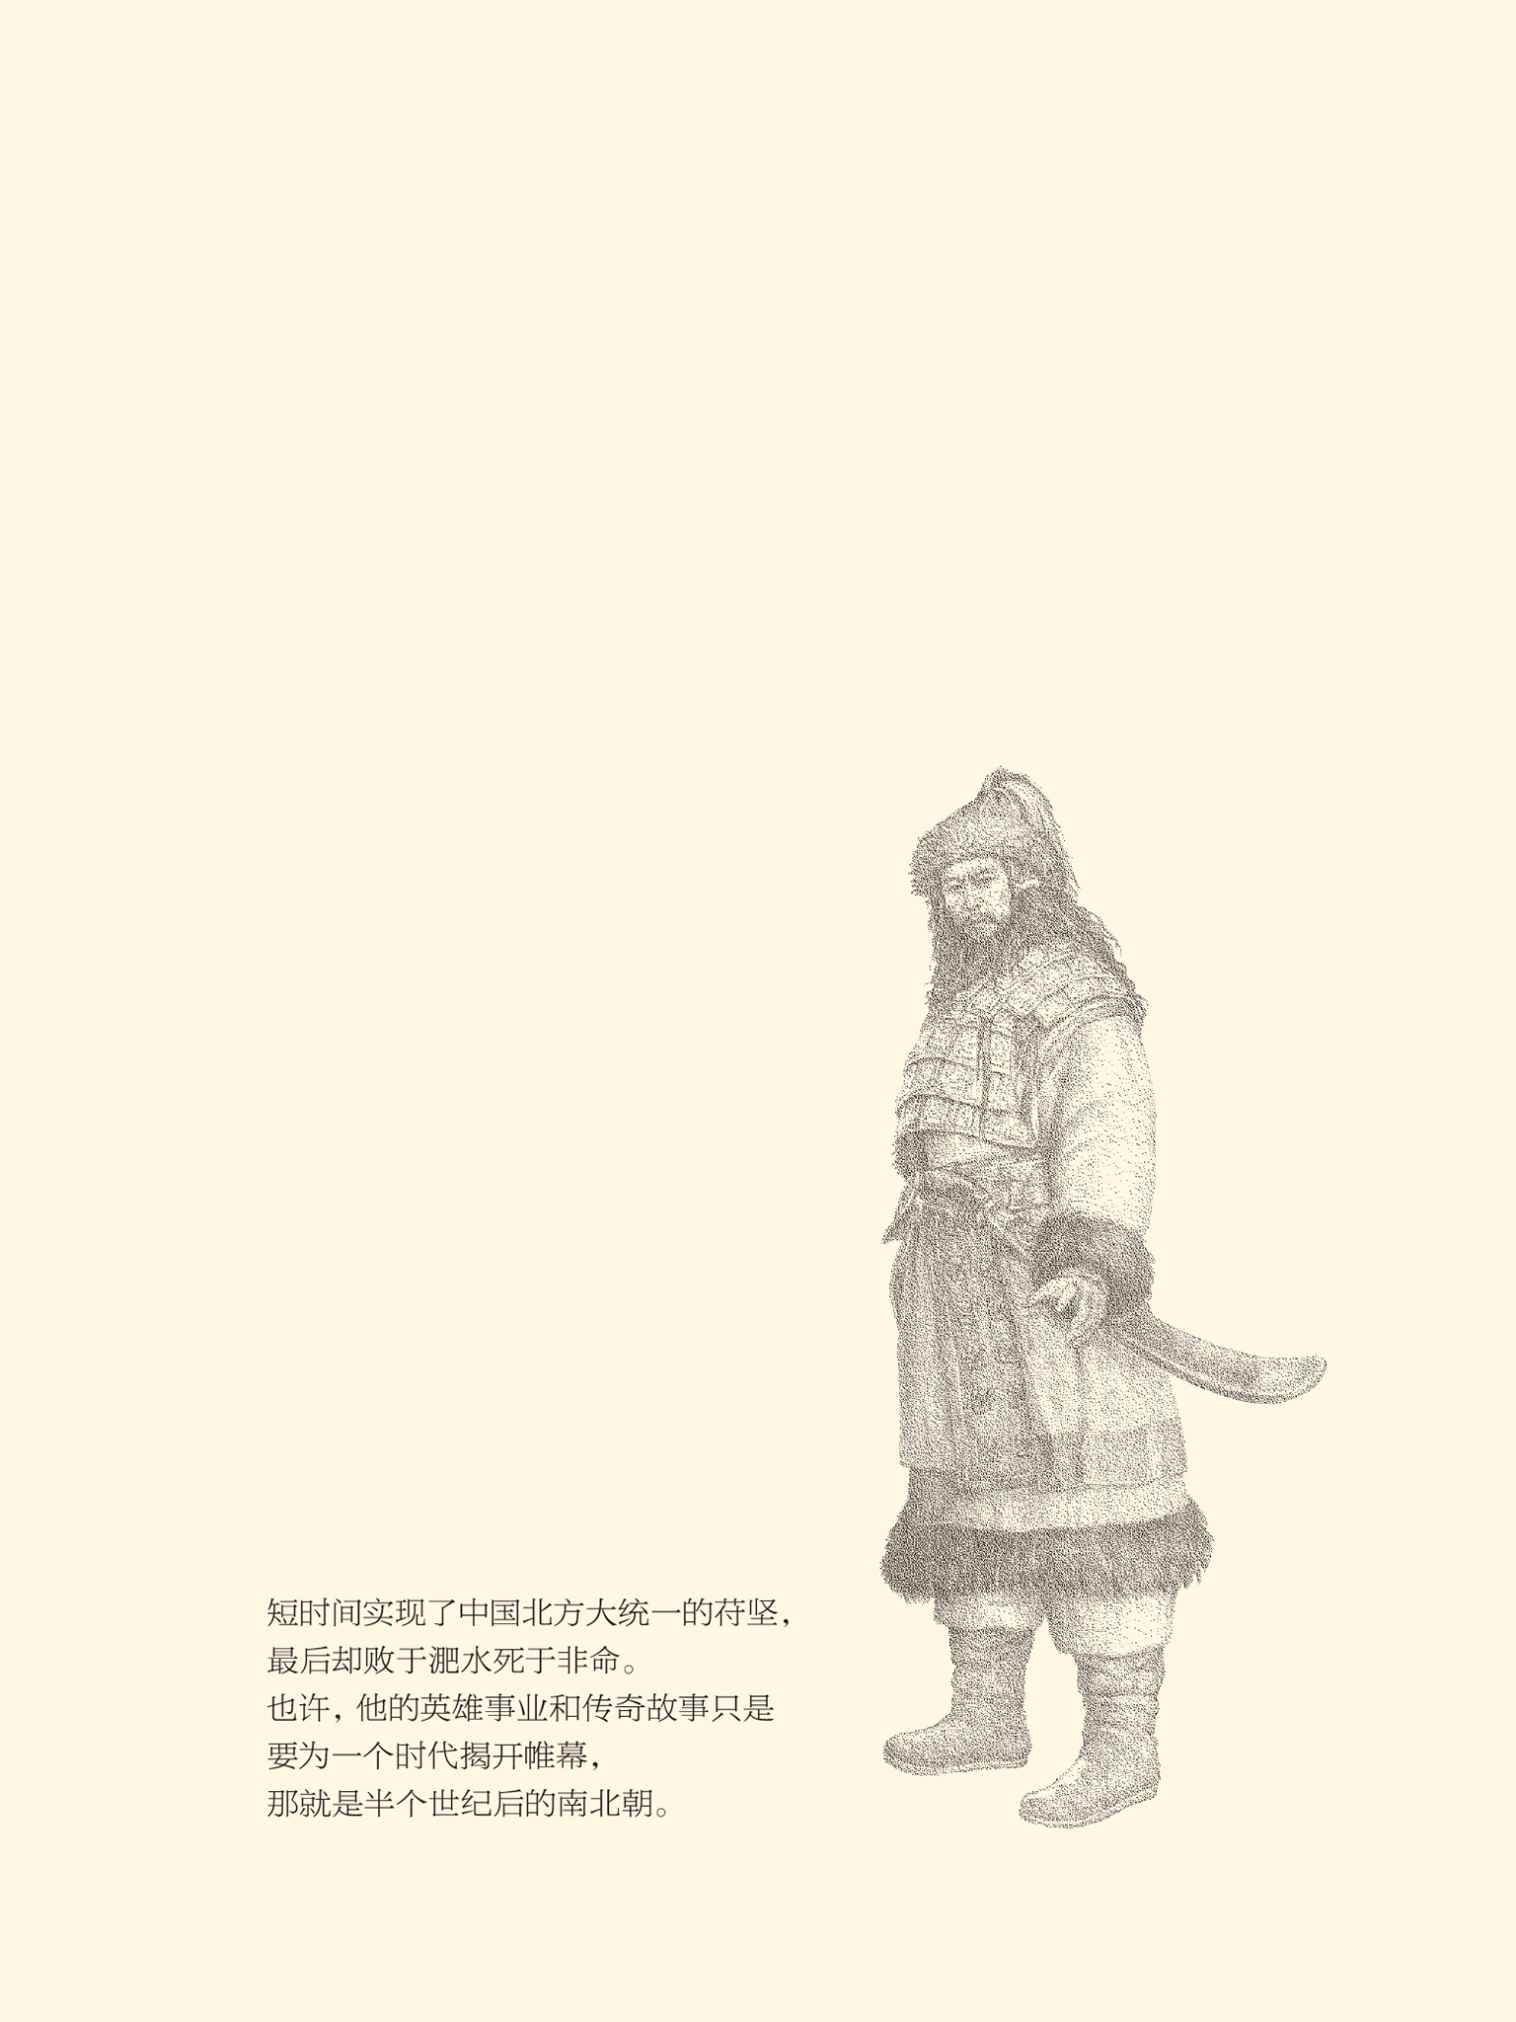 短时间实现了中国北方大统一的苻坚，
最后却败于淝水死于非命。
也许，他的英雄事业和传奇故事只是
要为一个时代揭开帷幕，
那就是半个世纪后的南北朝。